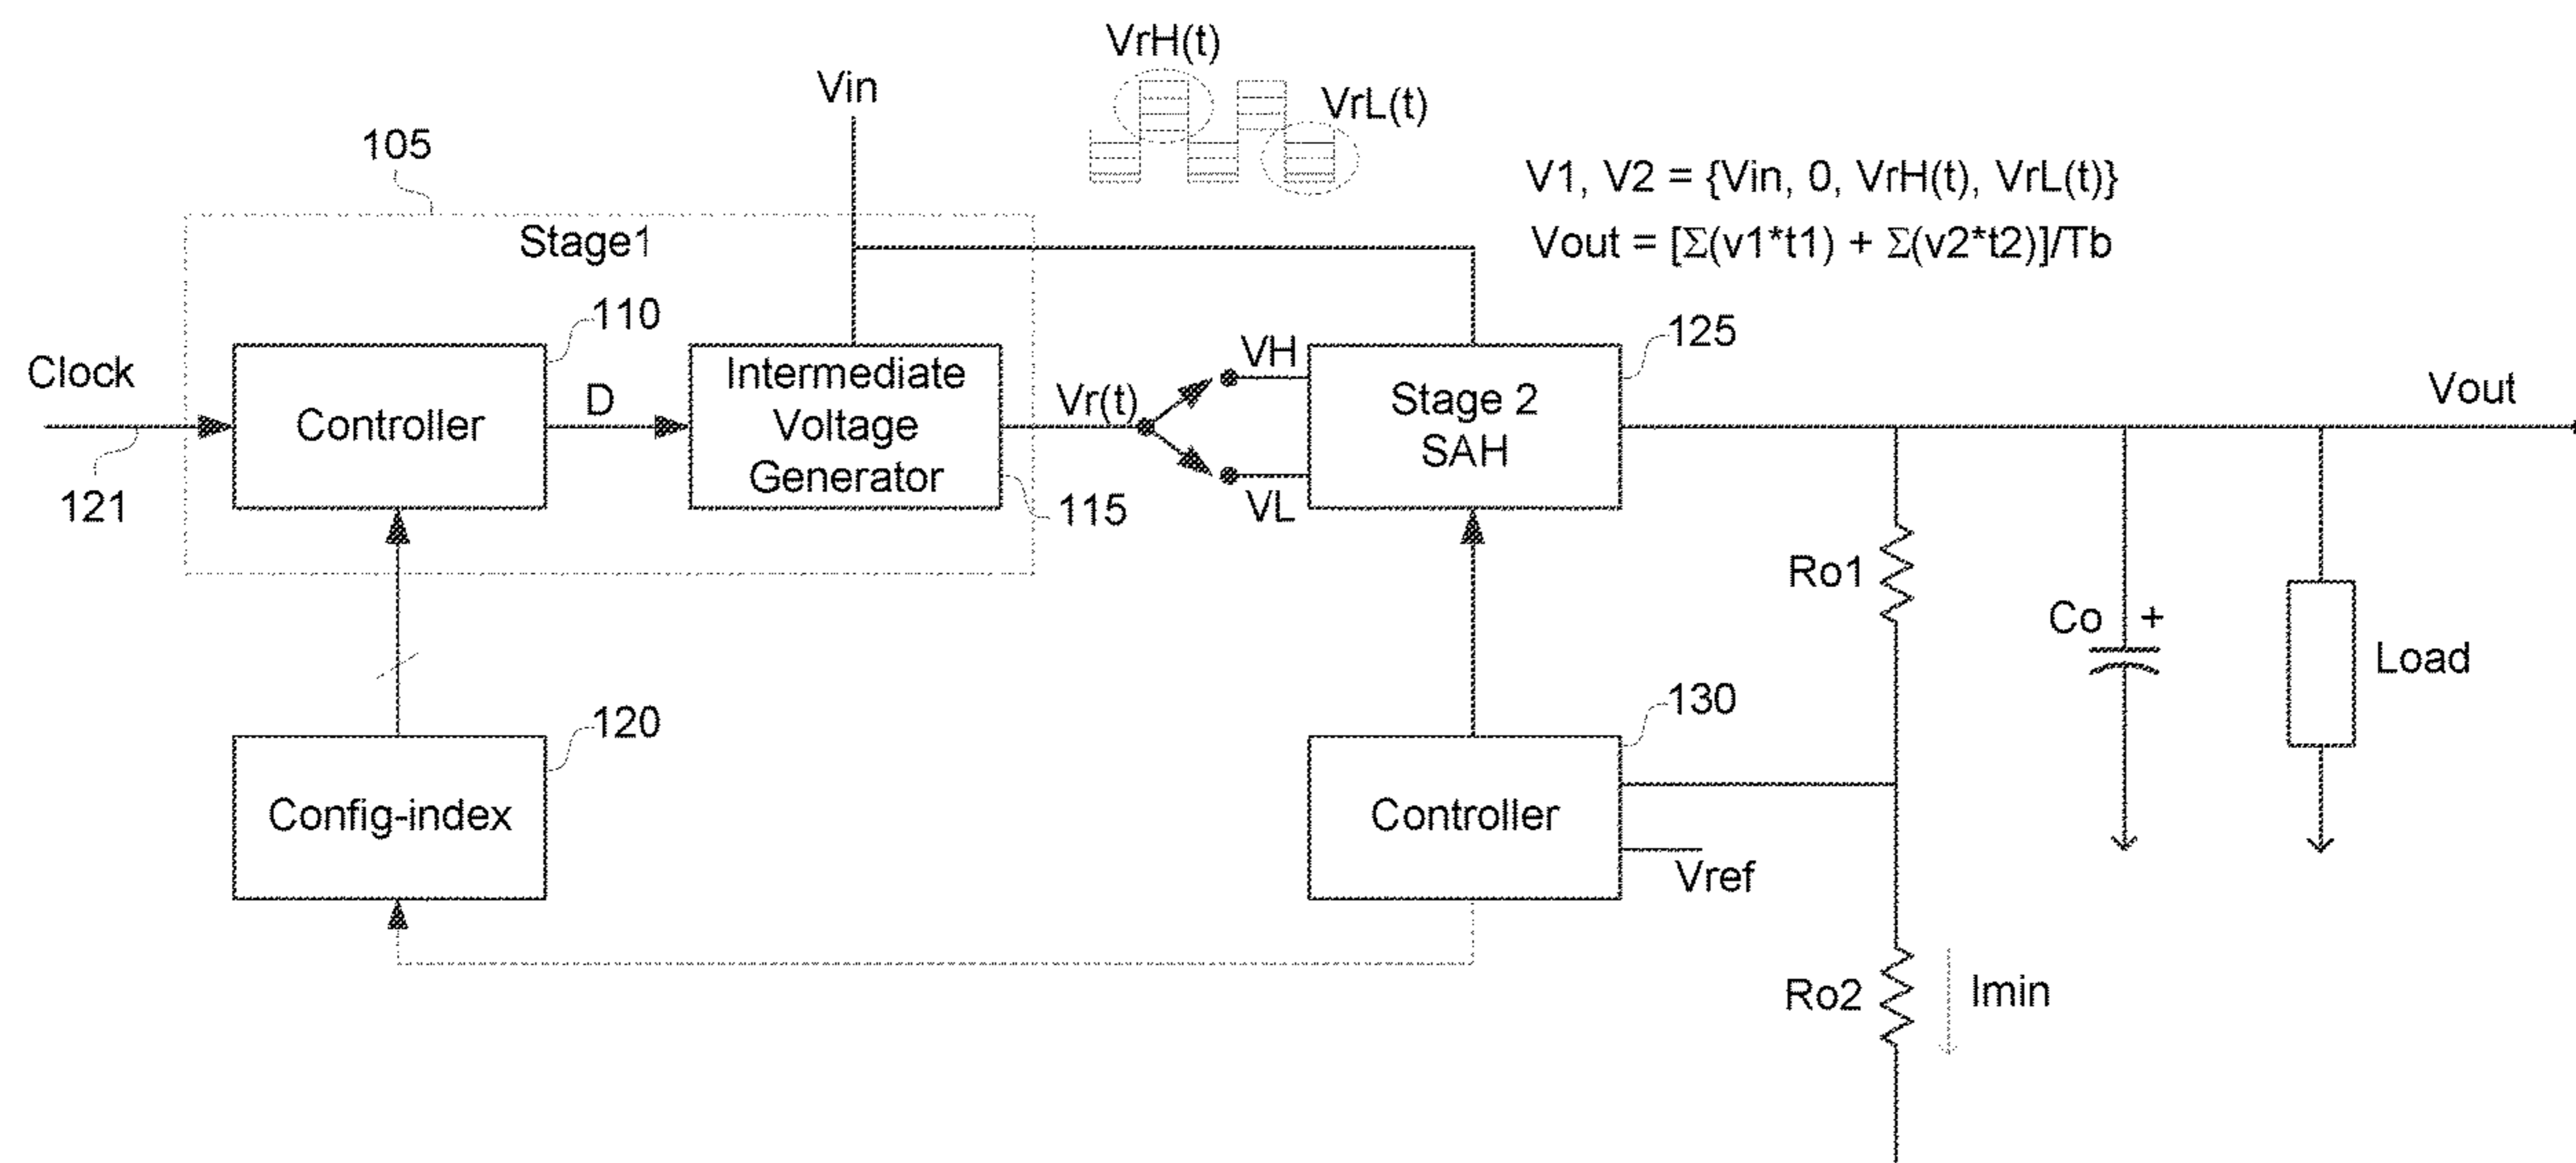 VrH(t)
Vin
VrL(t)
105
V1, V2 = {Vin, 0, VrH(t), VrL(t)}
Stage1
Vout = [Σ(v1*t1) + Σ(v2*t2)]/Tb
110
125
Clock
Controller
D
Intermediate
Voltage
Generator
Vr(t)
VH
VL
Stage 2
SAH
Vout
121
115
Ro1
Co
+
Load
120
130
Config-index
Controller
Vref
Ro2
Imin